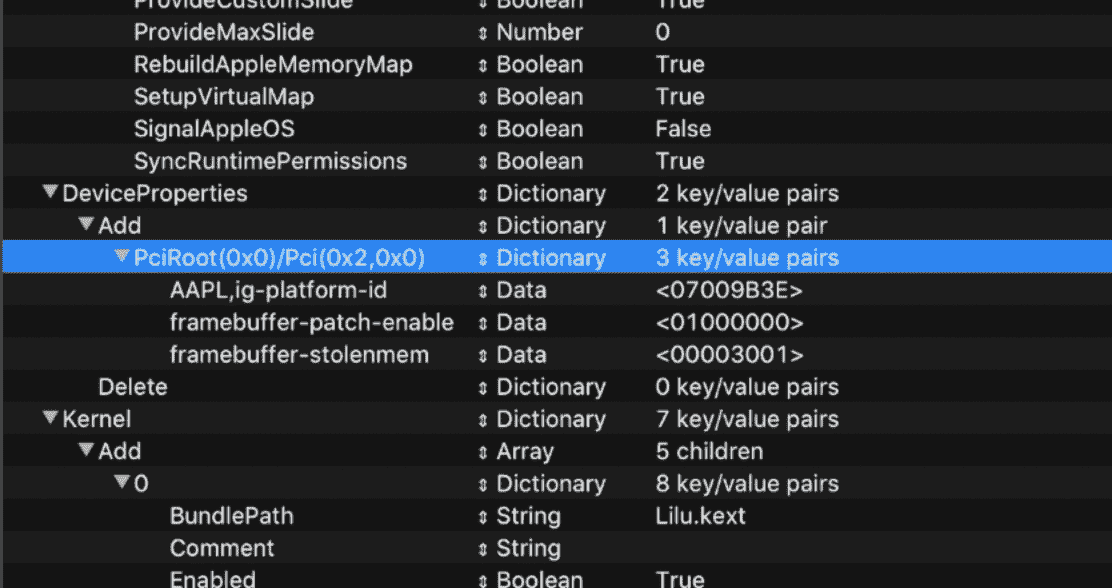 ProvideCustomSlide Boolean True
ProvideMaxSlide Number 0
RebuildAppleMemoryMap Boolean True
SetupVirtualMap Boolean True
SignalAppleOS Boolean False
SyncRuntimePermissions Boolean True
DeviceProperties Dictionary 2 key/value pairs
Add Dictionary 1 key/value pair
PciRoot(0x0)/Pci(0x2,0x0) Dictionary 3 key/value pairs
AAPL,ig-platform-id Data <07009B3E>
framebuffer-patch-enable Data <01000000>
framebuffer-stolenmem Data <00003001>
Delete Dictionary 0 key/value pairs
Kernel Dictionary 7 key/value pairs
Add Array 5 children
0 Dictionary 8 key/value pairs
BundlePath String Lilu.kext
Comment String
Enabled Boolean True